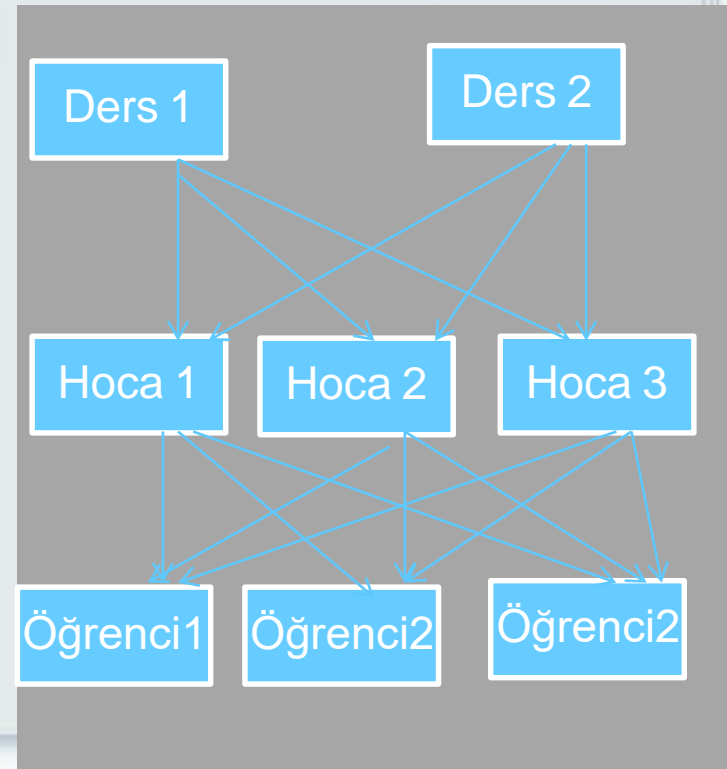 Ders 1
Ders 2
Hoca 1
Hoca 2
Hoca 3
Öğrenci1
Öğrenci2
Öğrenci2